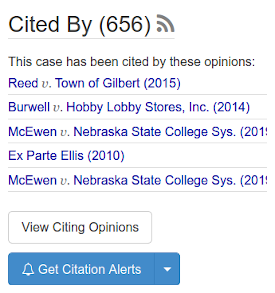 Cited By (656)
This case has been cited by these opinions:
Reed v. Town of Gilbert (2015)
Burwell v. Hobby Lobby Stores, Inc. (2014)
McEwen v. Nebraska State College Sys. (201
Ex Parte Ellis (2010)
McEwen v. Nebraska State College Sys. (201
View Citing Opinions
Get Citation Alerts